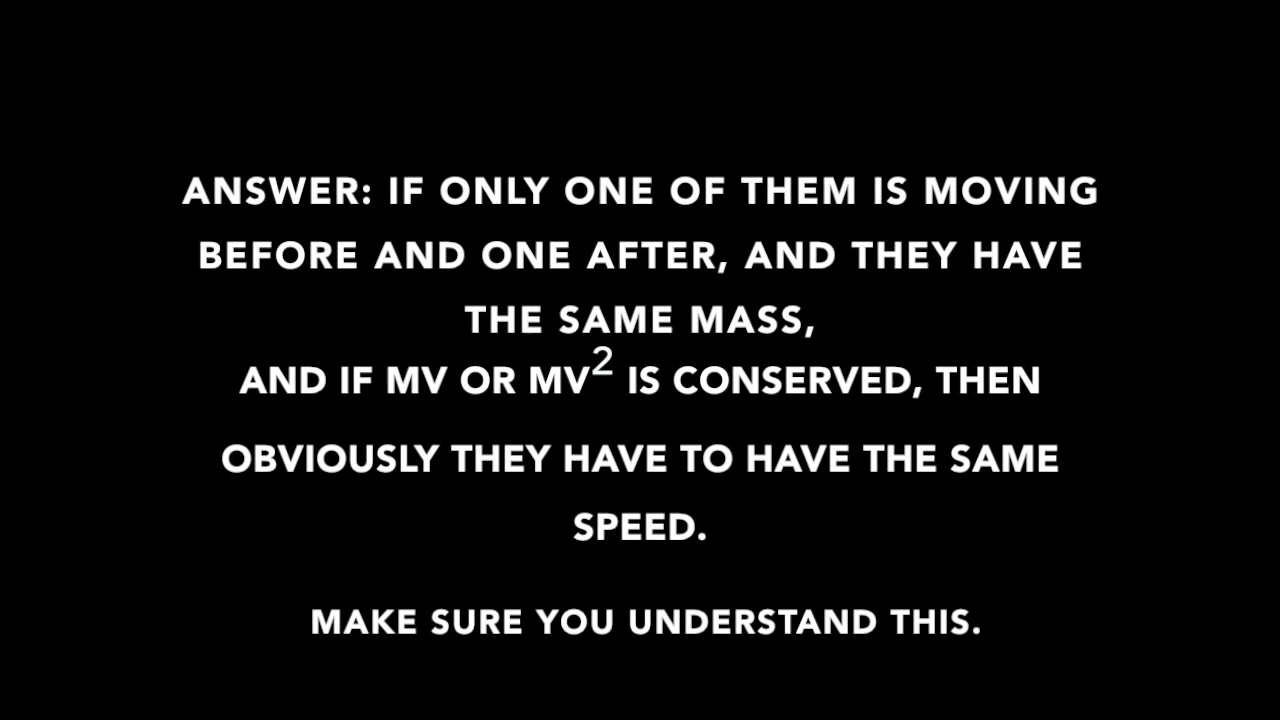 ANSWER: IF ONLY ONE OF THEM IS MOVING
BEFORE AND ONE AFTER, AND THEY HAVE
THE SAME MASS,
AND IF MV OR MV² IS CONSERVED, THEN
OBVIOUSLY THEY HAVE TO HAVE THE SAME
SPEED.
MAKE SURE YOU UNDERSTAND THIS.